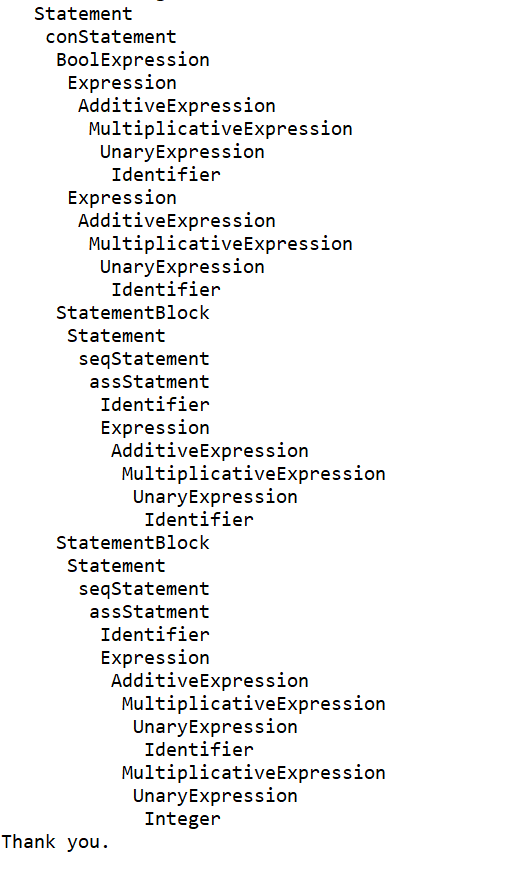 Statement
conStatement
BoolExpression
Expression
AdditiveExpression
MultiplicativeExpression
UnaryExpression
Identifier
Expression
AdditiveExpression
MultiplicativeExpression
UnaryExpression
Identifier
StatementBlock
Statement
seqStatement
assStatment
Identifier
Expression
AdditiveExpression
MultiplicativeExpression
UnaryExpression
Identifier
StatementBlock
Statement
seqStatement
assStatment
Identifier
Expression
AdditiveExpression
MultiplicativeExpression
UnaryExpression
Identifier
MultiplicativeExpression
UnaryExpression
Integer
Thank you.